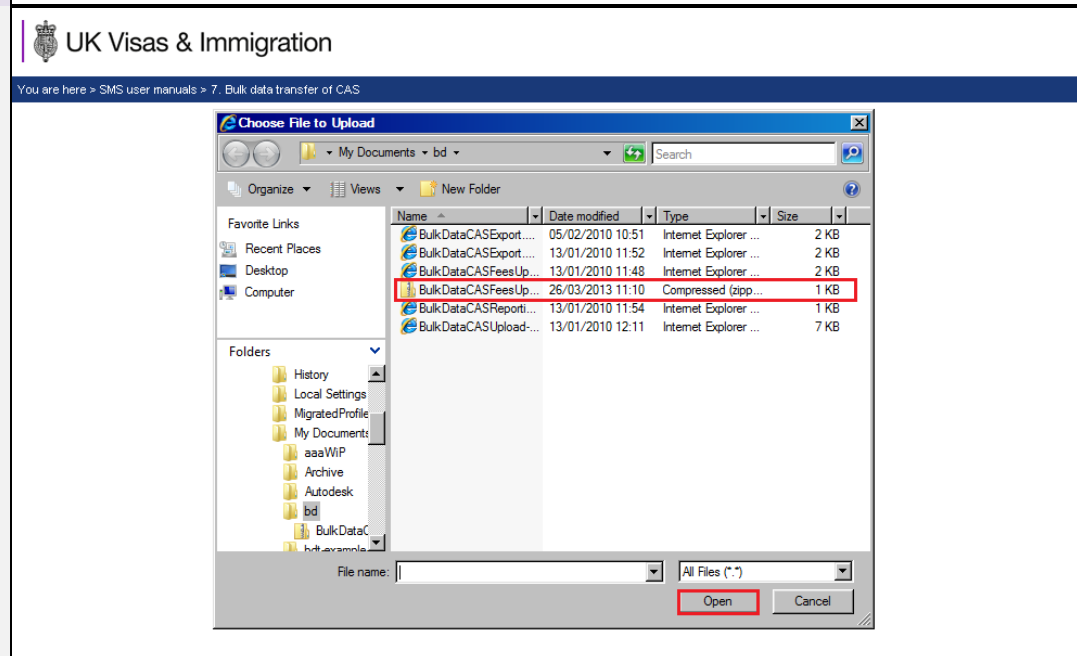 UK Visas & Immigration
You are here > SMS user manuals > 7. Bulk data transfer of CAS
Choose File to Upload
My Documents bd Search
Organize Views New Folder
Favorite Links
Recent Places
Desktop
Computer
Name Date modified Type Size
BulkDataCASExport.... 05/02/2010 10:51 Internet Explorer ... 2 KB
BulkDataCASExport.... 13/01/2010 11:52 Internet Explorer ... 2 KB
BulkDataCASFeesUp... 13/01/2010 11:48 Internet Explorer ... 2 KB
BulkDataCASFeesUp... 26/03/2013 11:10 Compressed (zipp... 1 KB
BulkDataCASReporti... 13/01/2010 11:54 Internet Explorer ... 1 KB
BulkDataCASUpload-... 13/01/2010 12:11 Internet Explorer ... 7 KB
Folders
History
Local Settings
MigratedProfile
My Documents
aaaWiP
Archive
Autodesk
bd
BulkDataC
bdt-example
File name: All Files (*.*)
Open Cancel